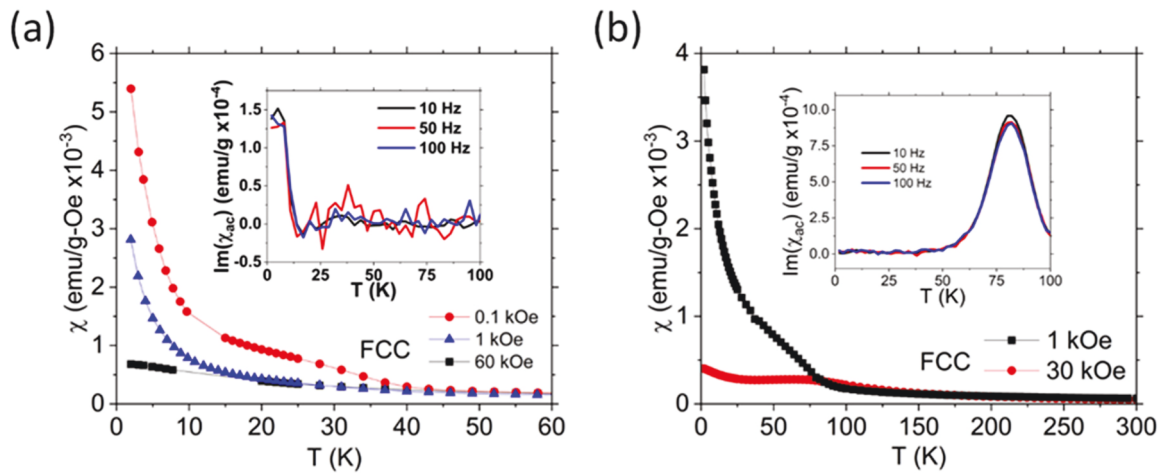 (a)
6
5
4
3
2
1
0
χ (emu/g-Oe x10⁻³)
0 10 20 30 40 50 60
T (K)
1.5
1.0
0.5
0.0
-0.5
Im(χac) (emu/g x10⁻⁴)
0 25 50 75 100
T (K)
10 Hz
50 Hz
100 Hz
FCC
0.1 kOe
1 kOe
60 kOe
(b)
4
3
2
1
0
χ (emu/g-Oe x10⁻³)
0 50 100 150 200 250 300
T (K)
10.0
7.5
5.0
2.5
0.0
Im(χac) (emu/g x10⁻⁴)
0 25 50 75 100
T (K)
10 Hz
50 Hz
100 Hz
FCC
1 kOe
30 kOe